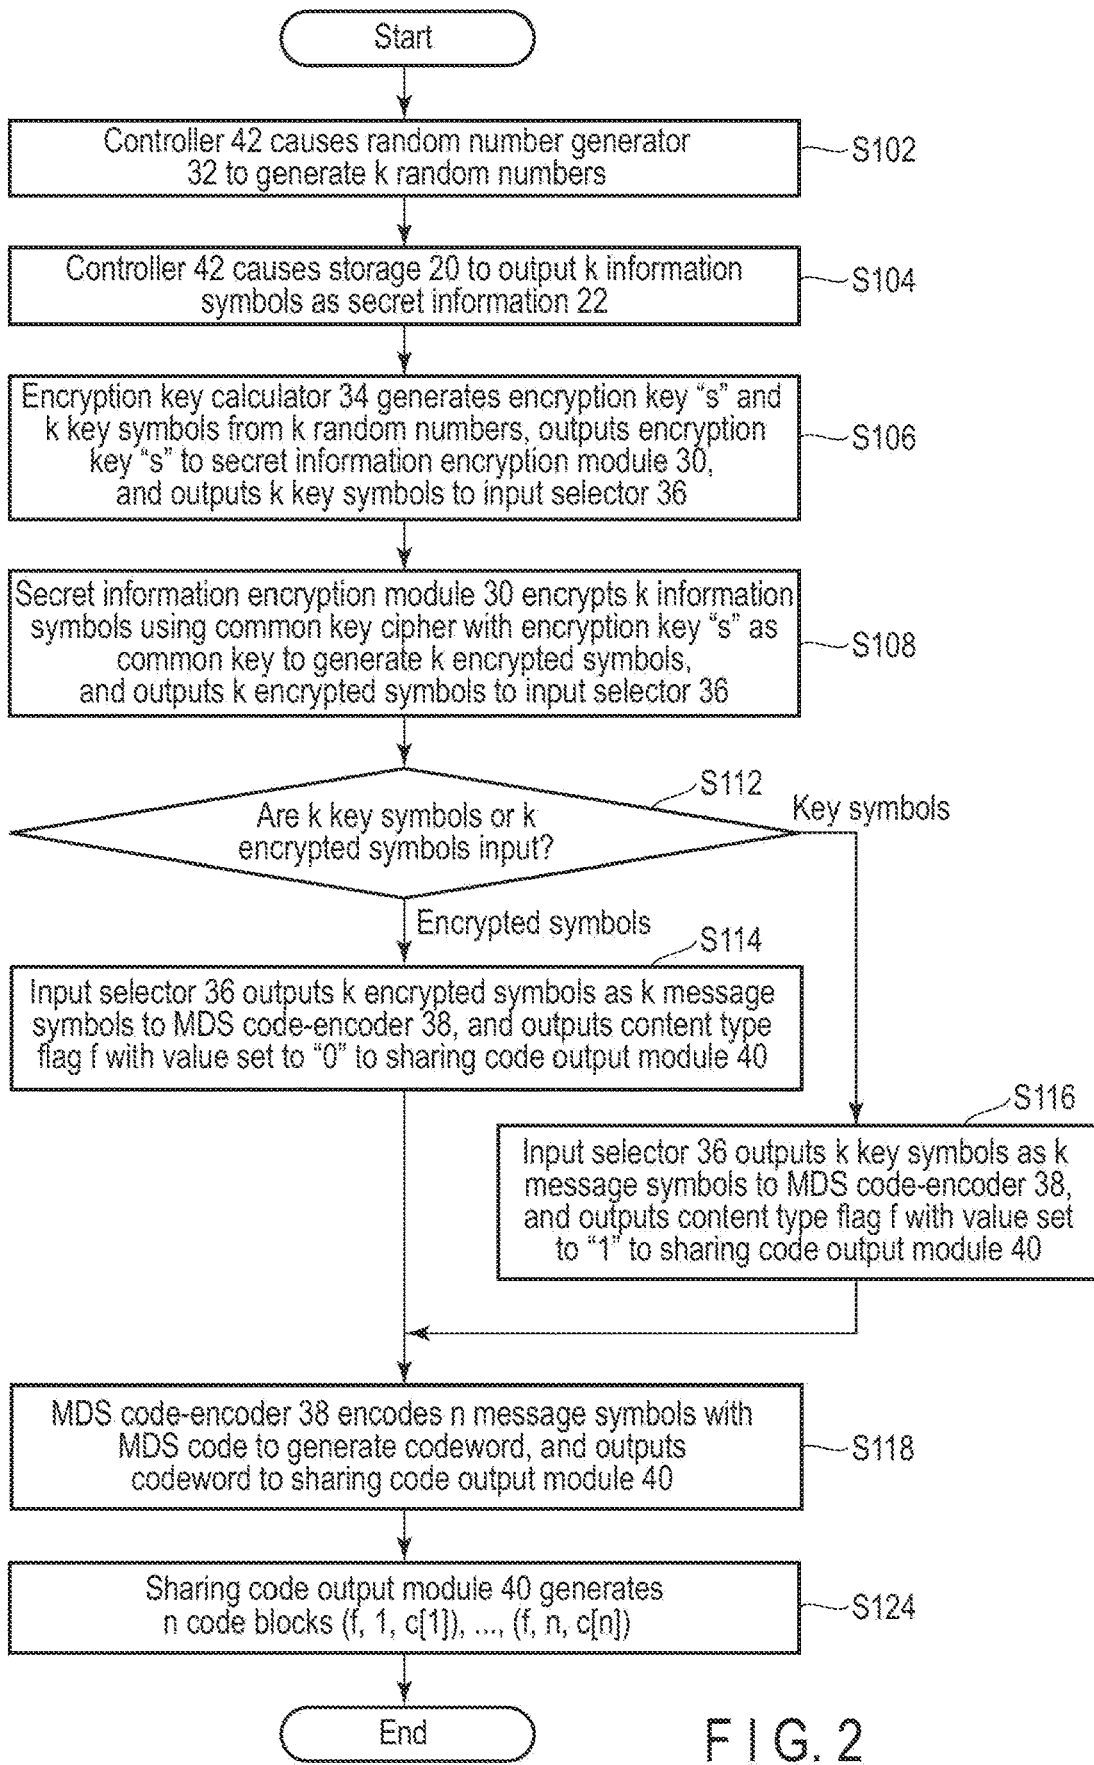 Start
Controller 42 causes random number generator
32 to generate k random numbers
S102
Controller 42 causes storage 20 to output k information
symbols as secret information 22
S104
Encryption key calculator 34 generates encryption key “s” and
k key symbols from k random numbers, outputs encryption
key “s” to secret information encryption module 30,
and outputs k key symbols to input selector 36
S106
Secret information encryption module 30 encrypts k information
symbols using common key cipher with encryption key “s” as
common key to generate k encrypted symbols,
and outputs k encrypted symbols to input selector 36
S108
S112
Are k key symbols or k
encrypted symbols input?
Key symbols
Encrypted symbols
S114
Input selector 36 outputs k encrypted symbols as k message
symbols to MDS code-encoder 38, and outputs content type
flag f with value set to “0” to sharing code output module 40
S116
Input selector 36 outputs k key symbols as k
message symbols to MDS code-encoder 38,
and outputs content type flag f with value set
to “1” to sharing code output module 40
MDS code-encoder 38 encodes n message symbols with
MDS code to generate codeword, and outputs
codeword to sharing code output module 40
S118
Sharing code output module 40 generates
n code blocks (f, 1, c[1]), ..., (f, n, c[n])
S124
End
FIG. 2